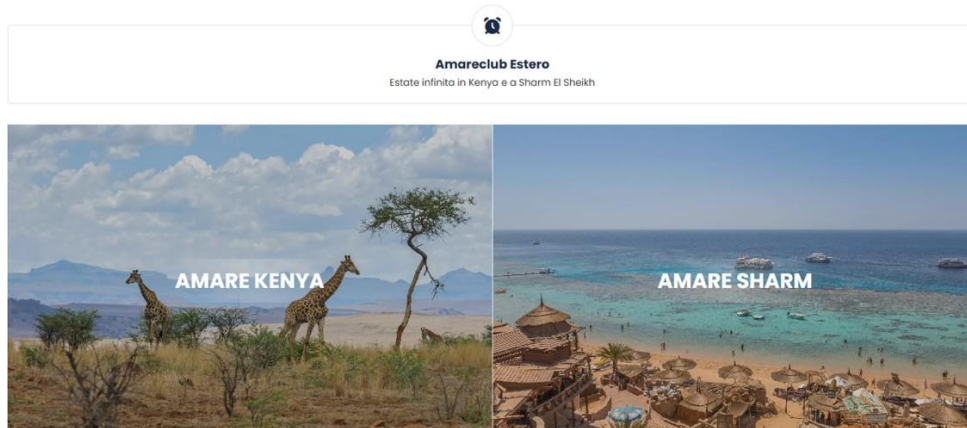 Amareclub Estero
Estate infinita in Kenya e a Sharm El Sheikh
AMARE KENYA
AMARE SHARM